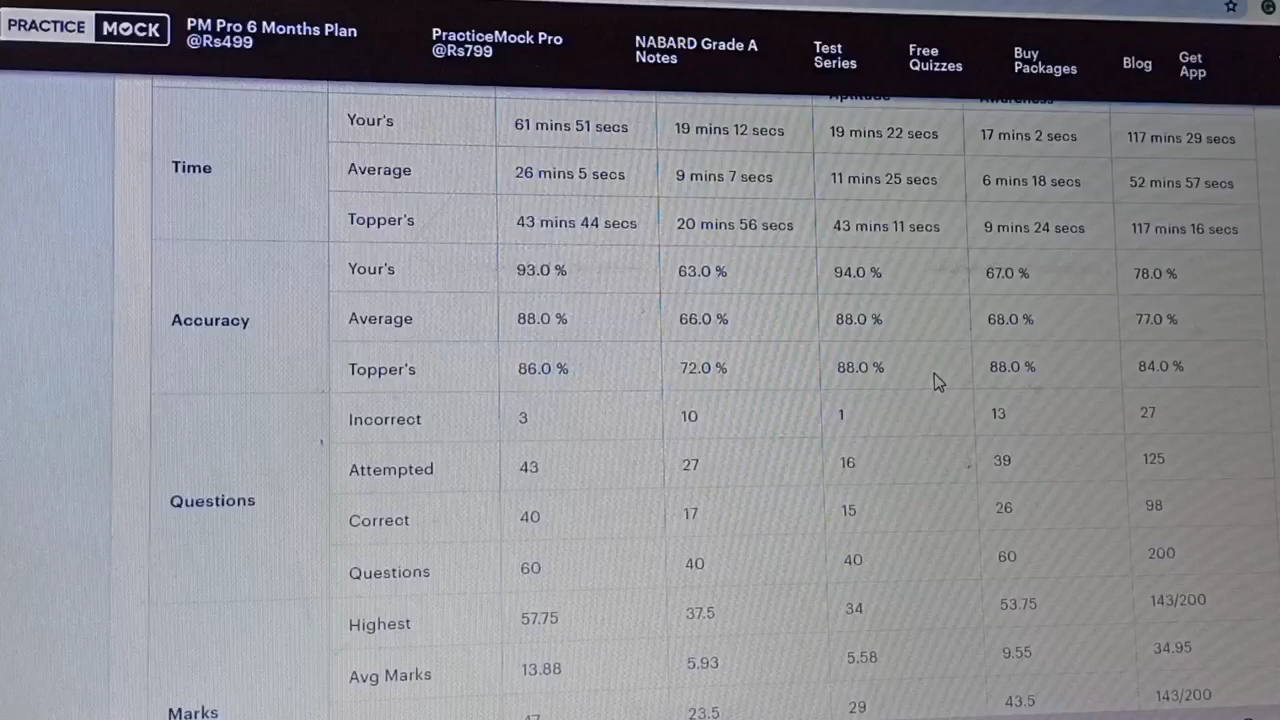 PRACTICE MOCK
PM Pro 6 Months Plan @Rs499
PracticeMock Pro @Rs799
NABARD Grade A Notes
Test Series
Free Quizzes
Buy Packages
Blog
Get App
Time
Your's 61 mins 51 secs 19 mins 12 secs 19 mins 22 secs 17 mins 2 secs 117 mins 29 secs
Average 26 mins 5 secs 9 mins 7 secs 11 mins 25 secs 6 mins 18 secs 52 mins 57 secs
Topper's 43 mins 44 secs 20 mins 56 secs 43 mins 11 secs 9 mins 24 secs 117 mins 16 secs
Accuracy
Your's 93.0 % 63.0 % 94.0 % 67.0 % 78.0 %
Average 88.0 % 66.0 % 88.0 % 68.0 % 77.0 %
Topper's 86.0 % 72.0 % 88.0 % 88.0 % 84.0 %
Questions
Incorrect 3 10 1 13 27
Attempted 43 27 16 39 125
Correct 40 17 15 26 98
Questions 60 40 40 60 200
Marks
Highest 57.75 37.5 34 53.75 143/200
Avg Marks 13.88 5.93 5.58 9.55 34.95
23.5 29 43.5 143/200